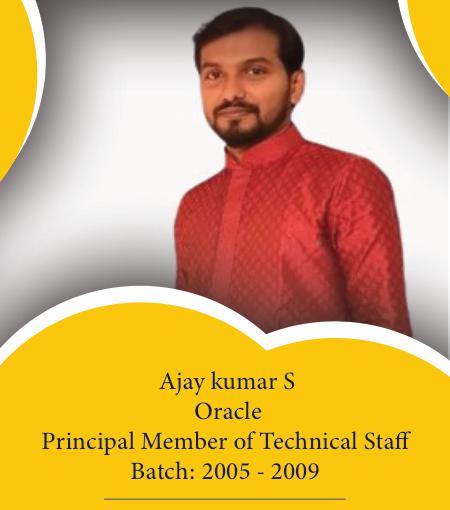 Ajay kumar S
Oracle
Principal Member of Technical Staff
Batch: 2005 - 2009